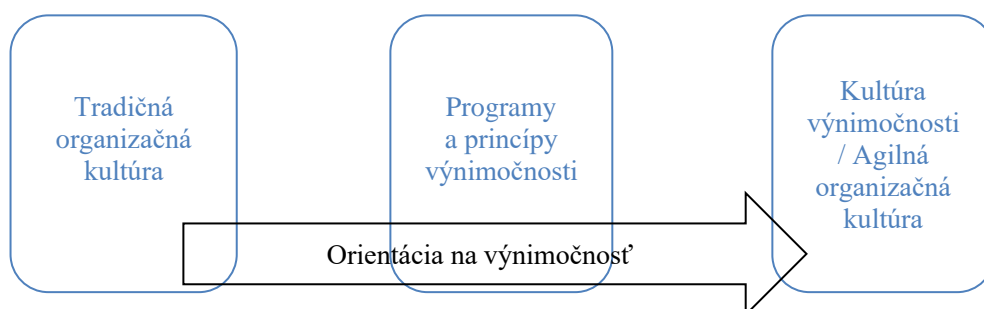 Tradičná
organizačná
kultúra
Programy
a princípy
výnimočnosti
Kultúra
výnimočnosti
/ Agilná
organizačná
kultúra
Orientácia na výnimočnosť